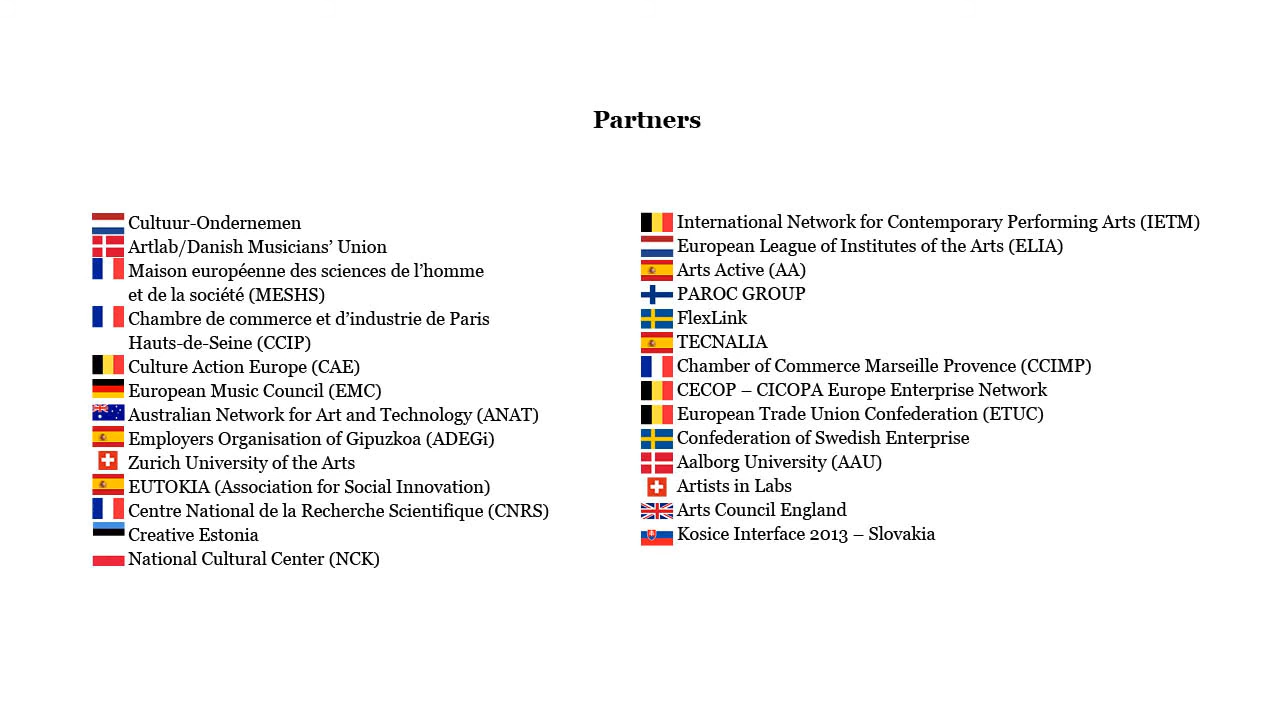 Partners
Cultuur-Ondernemen
Artlab/Danish Musicians’ Union
Maison européenne des sciences de l’homme
et de la société (MESHS)
Chambre de commerce et d’industrie de Paris
Hauts-de-Seine (CCIP)
Culture Action Europe (CAE)
European Music Council (EMC)
Australian Network for Art and Technology (ANAT)
Employers Organisation of Gipuzkoa (ADEGi)
Zurich University of the Arts
EUTOKIA (Association for Social Innovation)
Centre National de la Recherche Scientifique (CNRS)
Creative Estonia
National Cultural Center (NCK)
International Network for Contemporary Performing Arts (IETM)
European League of Institutes of the Arts (ELIA)
Arts Active (AA)
PAROC GROUP
FlexLink
TECNALIA
Chamber of Commerce Marseille Provence (CCIMP)
CECOP – CICOPA Europe Enterprise Network
European Trade Union Confederation (ETUC)
Confederation of Swedish Enterprise
Aalborg University (AAU)
Artists in Labs
Arts Council England
Kosice Interface 2013 – Slovakia